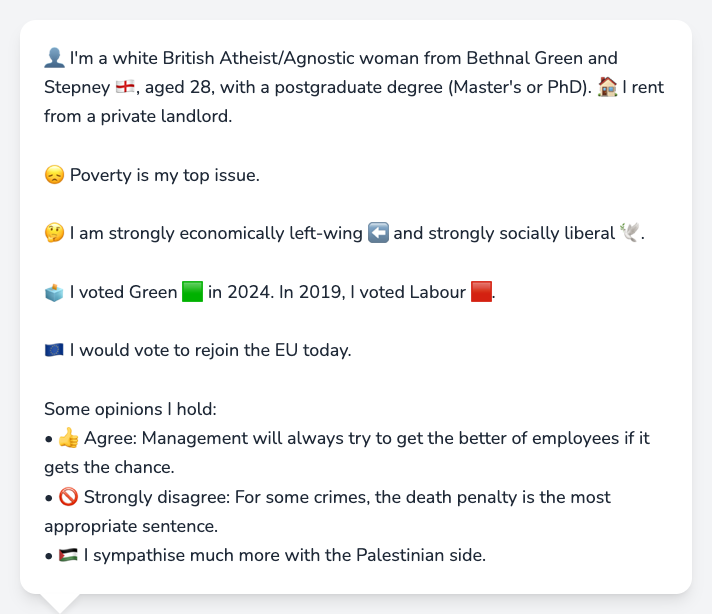 👤 I'm a white British Atheist/Agnostic woman from Bethnal Green and
Stepney 🏴󠁧󠁢󠁥󠁮󠁧󠁿, aged 28, with a postgraduate degree (Master's or PhD). 🏠 I rent
from a private landlord.
😞 Poverty is my top issue.
🤔 I am strongly economically left-wing ⬅️ and strongly socially liberal 🕊️.
🗳️ I voted Green 🟩 in 2024. In 2019, I voted Labour 🟥.
🇪🇺 I would vote to rejoin the EU today.
Some opinions I hold:
• 👍 Agree: Management will always try to get the better of employees if it
gets the chance.
• 🚫 Strongly disagree: For some crimes, the death penalty is the most
appropriate sentence.
• 🇵🇸 I sympathise much more with the Palestinian side.